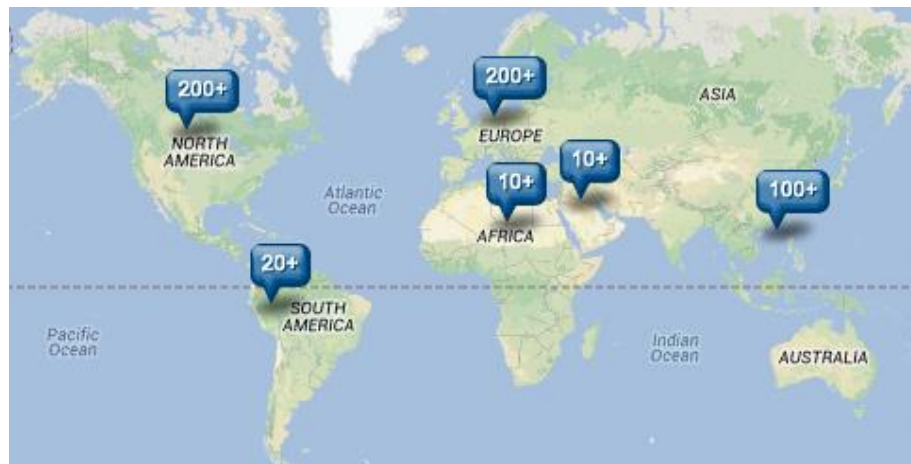 200+
NORTH
AMERICA
200+
EUROPE
ASIA
10+
10+
100+
Atlantic
Ocean
AFRICA
20+
SOUTH
AMERICA
Pacific
Ocean
Indian
Ocean
AUSTRALIA